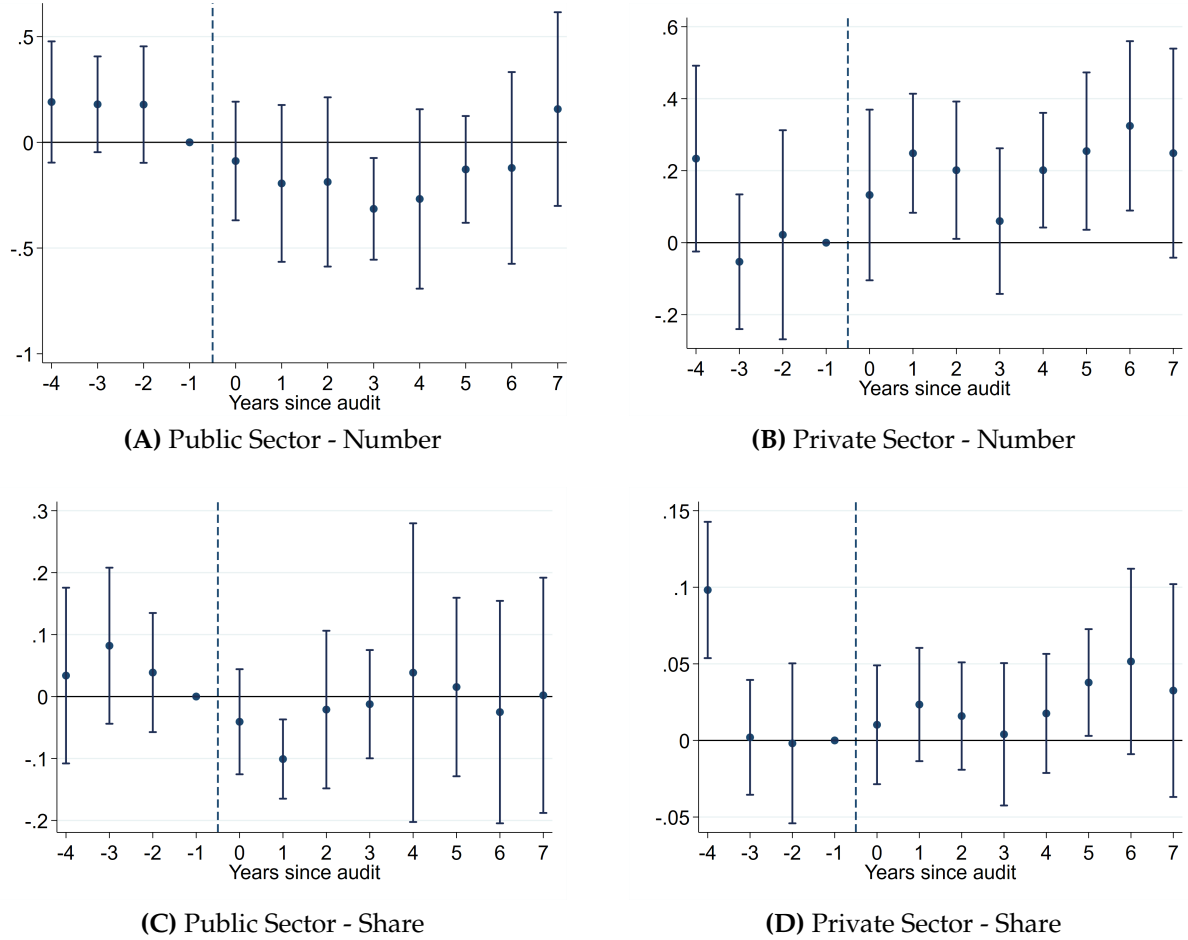 .5
0
-.5
-1
-4 -3 -2 -1 0 1 2 3 4 5 6 7
Years since audit
(A) Public Sector - Number
.6
.4
.2
0
-.2
-4 -3 -2 -1 0 1 2 3 4 5 6 7
Years since audit
(B) Private Sector - Number
.3
.2
.1
0
-.1
-.2
-4 -3 -2 -1 0 1 2 3 4 5 6 7
Years since audit
(C) Public Sector - Share
.15
.1
.05
0
-.05
-4 -3 -2 -1 0 1 2 3 4 5 6 7
Years since audit
(D) Private Sector - Share